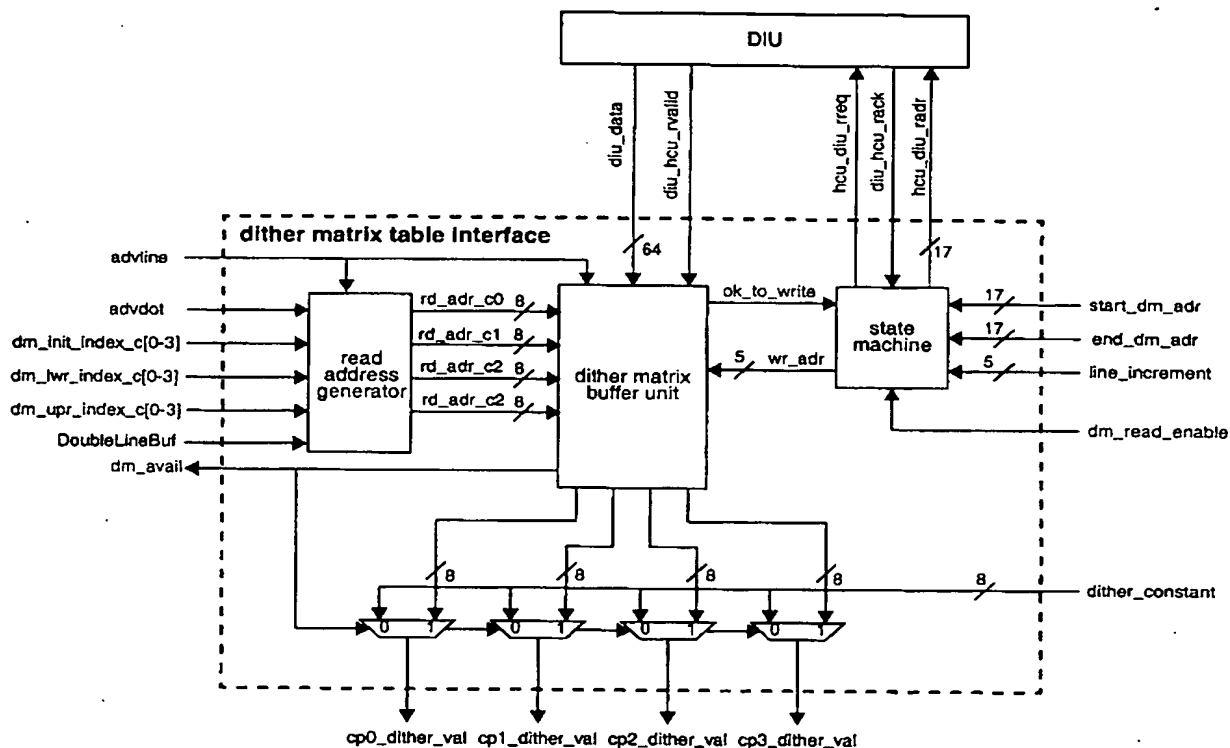 DIU
diu_data
diu_hcu_rvalid
hcu_diu_rreq
diu_hcu_rack
hcu_diu_radr
dither matrix table interface
64
17
advline
advdot
dm_init_index_c[0-3]
dm_lwr_index_c[0-3]
dm_upr_index_c[0-3]
DoubleLineBuf
dm_avail
read
address
generator
rd_adr_c0 8
rd_adr_c1 8
rd_adr_c2 8
rd_adr_c2 8
dither matrix
buffer unit
ok_to_write
5 wr_adr
state
machine
17 start_dm_adr
17 end_dm_adr
5 line_increment
dm_read_enable
8 8 8 8
8 dither_constant
0 1 0 1 0 1 0 1
cp0_dither_val cp1_dither_val cp2_dither_val cp3_dither_val